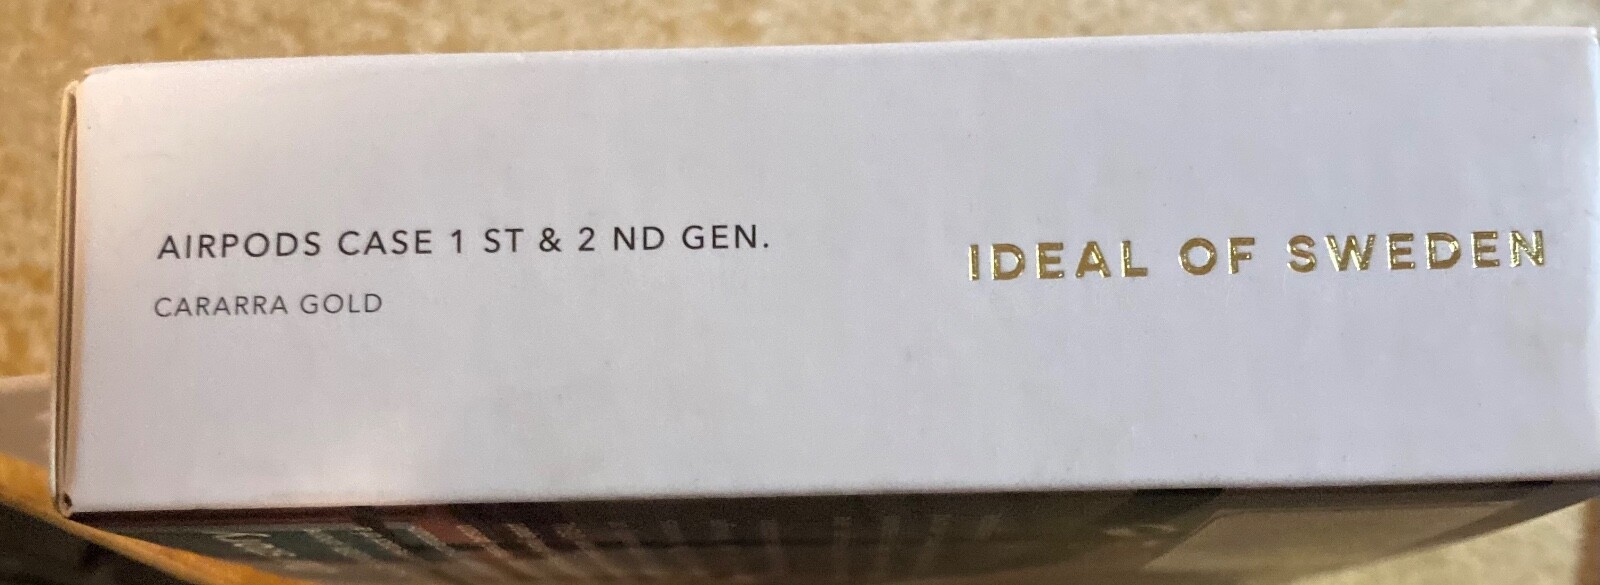 AIRPODS CASE 1 ST & 2 ND GEN.
CARARRA GOLD
IDEAL OF SWEDEN